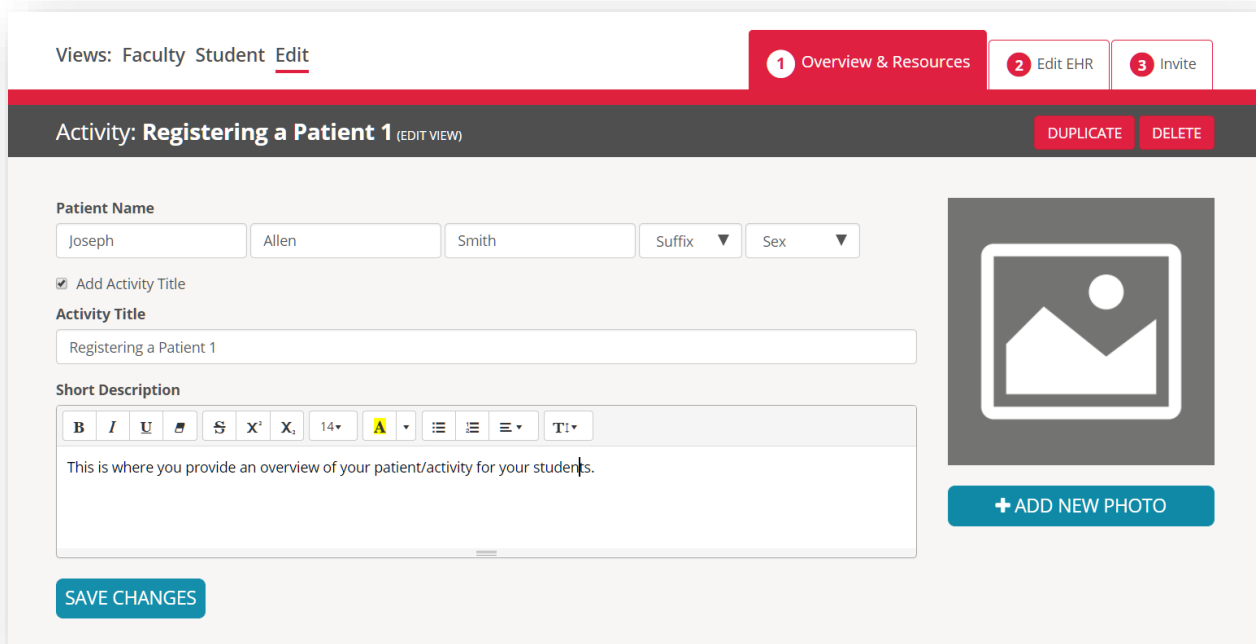 Views: Faculty Student Edit
1 Overview & Resources
2 Edit EHR
3 Invite
Activity: Registering a Patient 1 (EDIT VIEW)
DUPLICATE DELETE
Patient Name
Joseph Allen Smith Suffix Sex
Add Activity Title
Activity Title
Registering a Patient 1
Short Description
B I U S X² X₂ 14 A T
This is where you provide an overview of your patient/activity for your students.
+ ADD NEW PHOTO
SAVE CHANGES